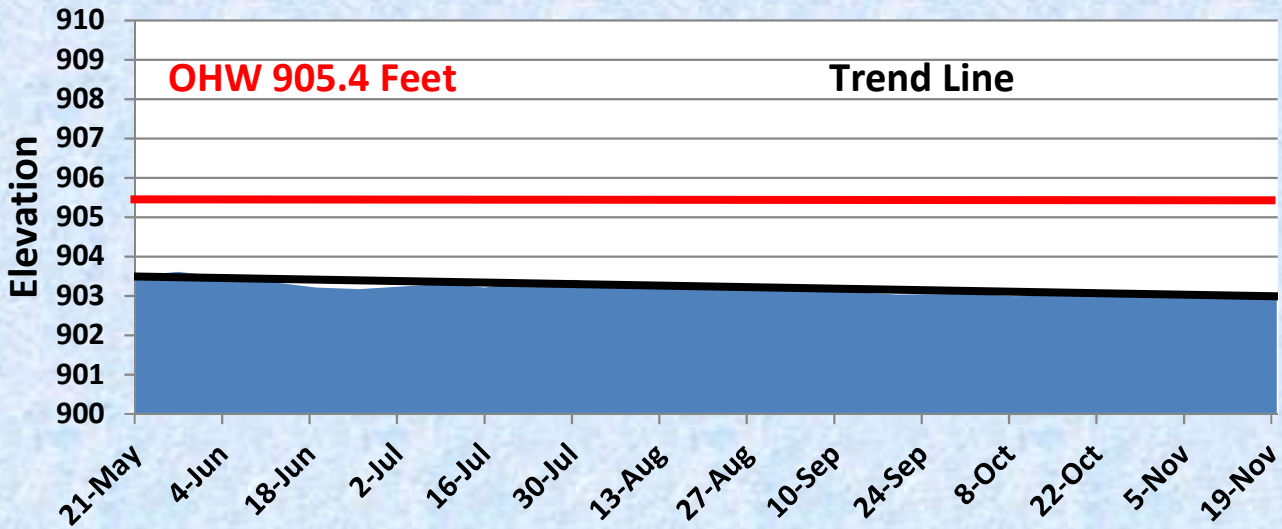 OHW 905.4 Feet
Trend Line
Elevation
910
909
908
907
906
905
904
903
902
901
900
21-May
4-Jun
18-Jun
2-Jul
16-Jul
30-Jul
13-Aug
27-Aug
10-Sep
24-Sep
8-Oct
22-Oct
5-Nov
19-Nov